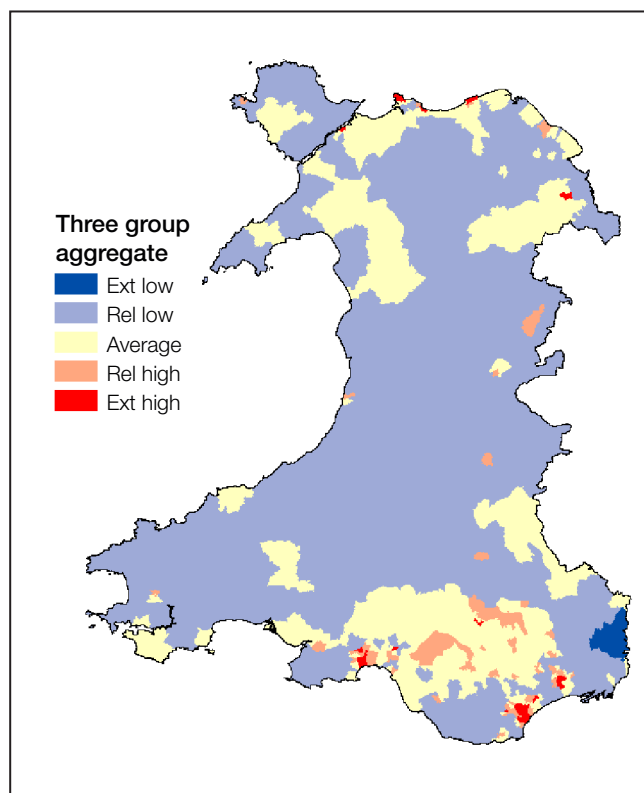 Three group
aggregate
Ext low
Rel low
Average
Rel high
Ext high